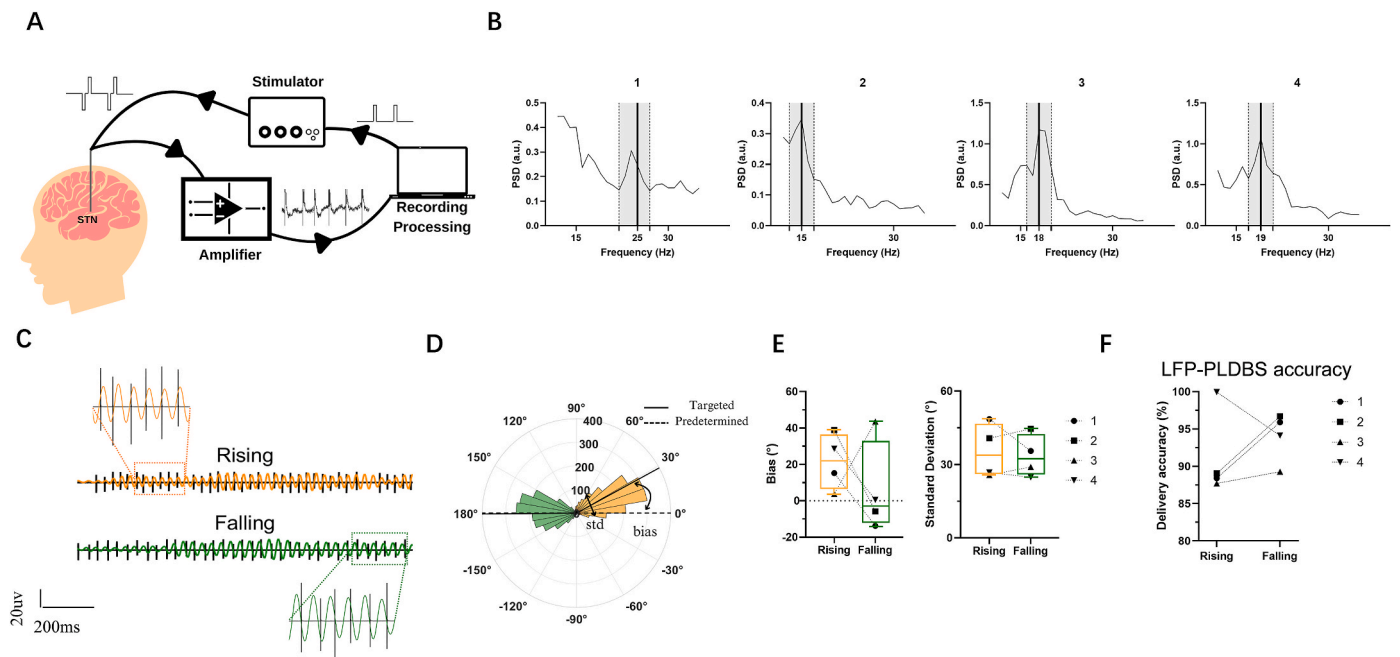 A
Stimulator
STN
Amplifier
Recording
Processing
B
1
PSD (a.u.)
0.5
0.4
0.3
0.2
0.1
0.0
15
25
30
Frequency (Hz)
2
PSD (a.u.)
0.4
0.3
0.2
0.1
0.0
15
30
Frequency (Hz)
3
PSD (a.u.)
1.5
1.0
0.5
0.0
15
18
30
Frequency (Hz)
4
PSD (a.u.)
1.5
1.0
0.5
0.0
15
19
30
Frequency (Hz)
C
Rising
Falling
20uv
200ms
D
Targeted
Predetermined
90°
120°
60°
150°
30°
180°
0°
-150°
-30°
-120°
-60°
-90°
400
300
200
100
std
bias
E
Bias (°)
60
40
20
0
-20
Rising
Falling
Standard Deviation (°)
60
30
0
Rising
Falling
1
2
3
4
F
LFP-PLDBS accuracy
Delivery accuracy (%)
100
95
90
85
80
Rising
Falling
1
2
3
4